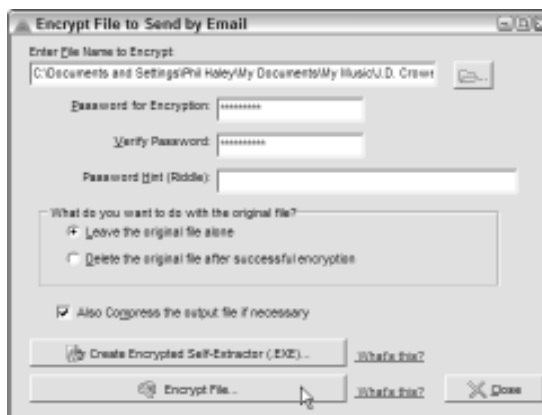 Encrypt File to Send by Email
Enter File Name to Encrypt:
C:\Documents and Settings\Phil Haley\My Documents\My Music\J.D. Crowe
Password for Encryption: *********
Verify Password: **********
Password Hint (Riddle):
What do you want to do with the original file?
Leave the original file alone
Delete the original file after successful encryption
Also Compress the output file if necessary
Create Encrypted Self-Extractor (.EXE)... What's this?
Encrypt File... What's this? Close